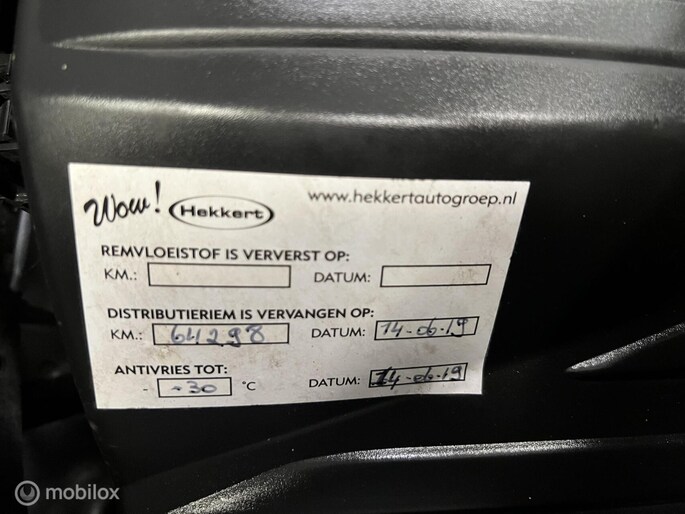 Wow! Hekkert
www.hekkertautogroep.nl
REMVLOEISTOF IS VERVERST OP:
KM.: DATUM:
DISTRIBUTIERIEM IS VERVANGEN OP:
KM.: 64298 DATUM: 14-06-19
ANTIVRIES TOT:
- -30 °C DATUM: 14-06-19
mobilox